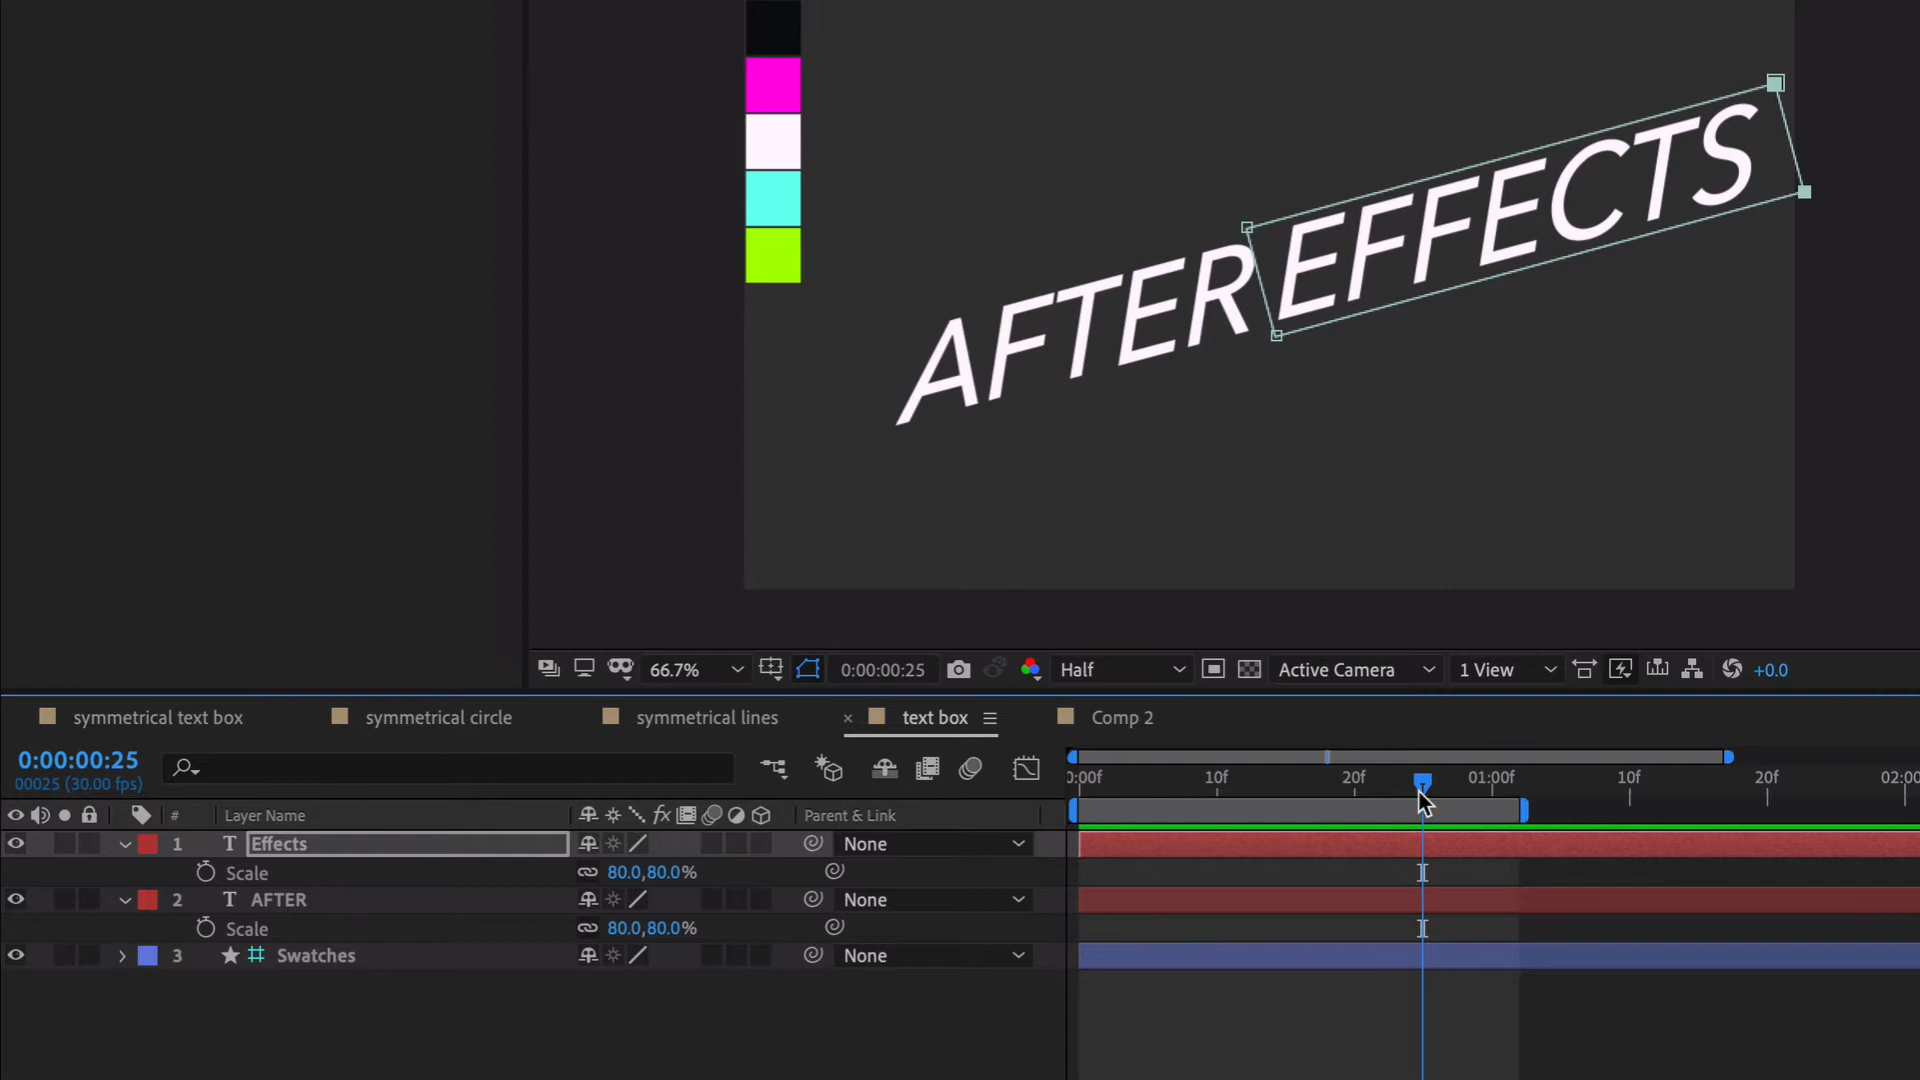 AFTER EFFECTS
66.7% 0:00:00:25 Half Active Camera 1 View +0.0
symmetrical text box symmetrical circle symmetrical lines × text box Comp 2
0:00:00:25
00025 (30.00 fps)
0:00f 10f 20f 01:00f 10f 20f 02:00
# Layer Name fx Parent & Link
1 T Effects None
Scale 80.0,80.0%
2 T AFTER None
Scale 80.0,80.0%
3 Swatches None